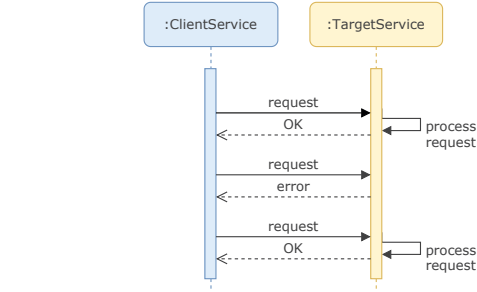 :ClientService
:TargetService
request
OK
process
request
request
error
request
OK
process
request